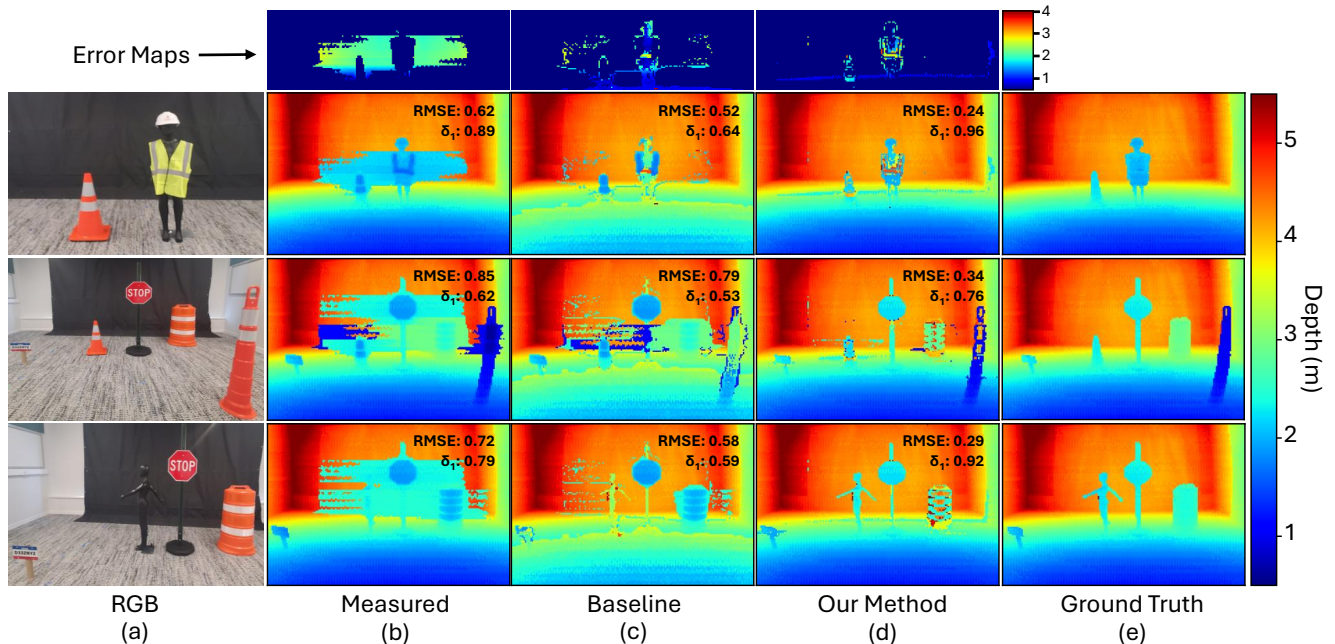 Error Maps
4
3
2
1
RMSE: 0.62
δ₁: 0.89
RMSE: 0.52
δ₁: 0.64
RMSE: 0.24
δ₁: 0.96
STOP
RMSE: 0.85
δ₁: 0.62
RMSE: 0.79
δ₁: 0.53
RMSE: 0.34
δ₁: 0.76
STOP
RMSE: 0.72
δ₁: 0.79
RMSE: 0.58
δ₁: 0.59
RMSE: 0.29
δ₁: 0.92
5
4
3
2
1
Depth (m)
RGB
Measured
Baseline
Our Method
Ground Truth
(a)
(b)
(c)
(d)
(e)